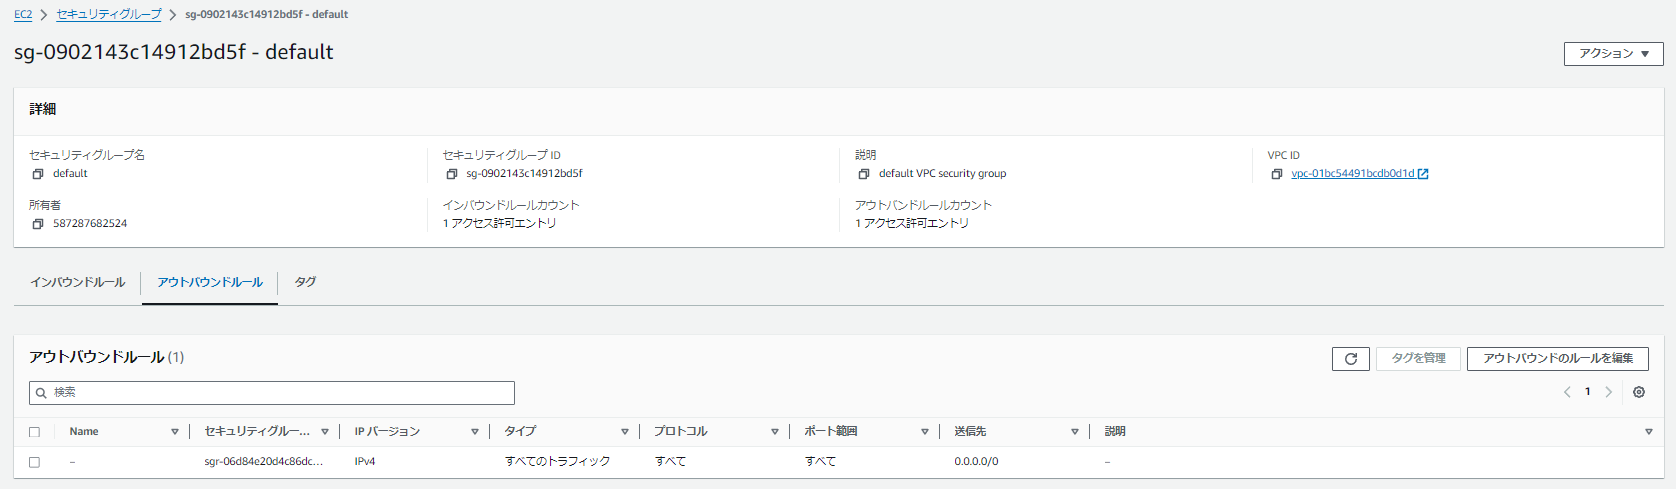 EC2 > セキュリティグループ > sg-0902143c14912bd5f - default
sg-0902143c14912bd5f - default
アクション
詳細
セキュリティグループ名
default
セキュリティグループ ID
sg-0902143c14912bd5f
説明
default VPC security group
VPC ID
vpc-01bc54491bcdb0d1d
所有者
587287682524
インバウンドルールカウント
1 アクセス許可エントリ
アウトバンドルールカウント
1 アクセス許可エントリ
インバウンドルール アウトバウンドルール タグ
アウトバウンドルール (1)
タグを管理 アウトバウンドのルールを編集
検索
1
Name セキュリティグルー... IP バージョン タイプ プロトコル ポート範囲 送信先 説明
– sgr-06d84e20d4c86dc... IPv4 すべてのトラフィック すべて すべて 0.0.0.0/0 –